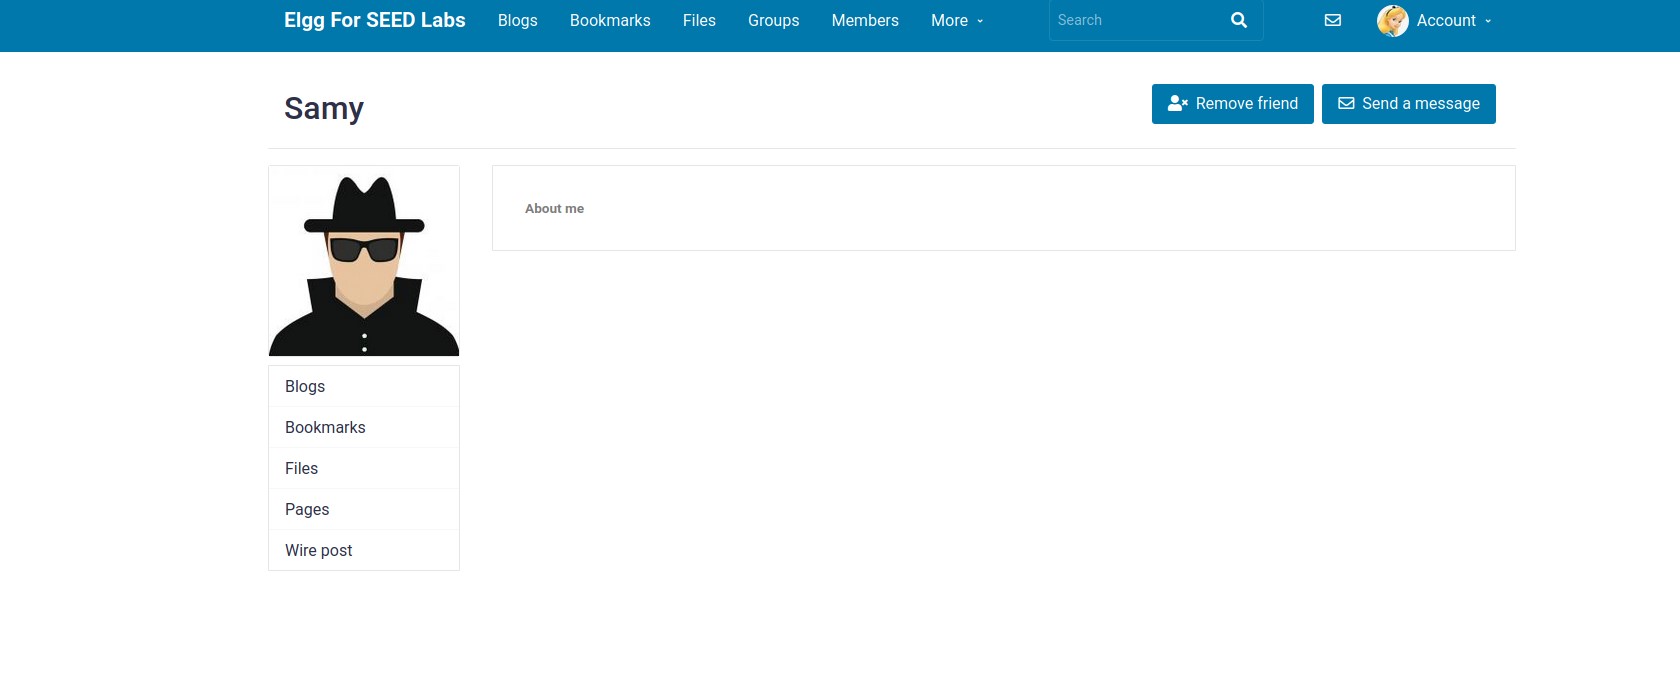 Elgg For SEED Labs Blogs Bookmarks Files Groups Members More Search Account
Samy Remove friend Send a message
About me
Blogs
Bookmarks
Files
Pages
Wire post